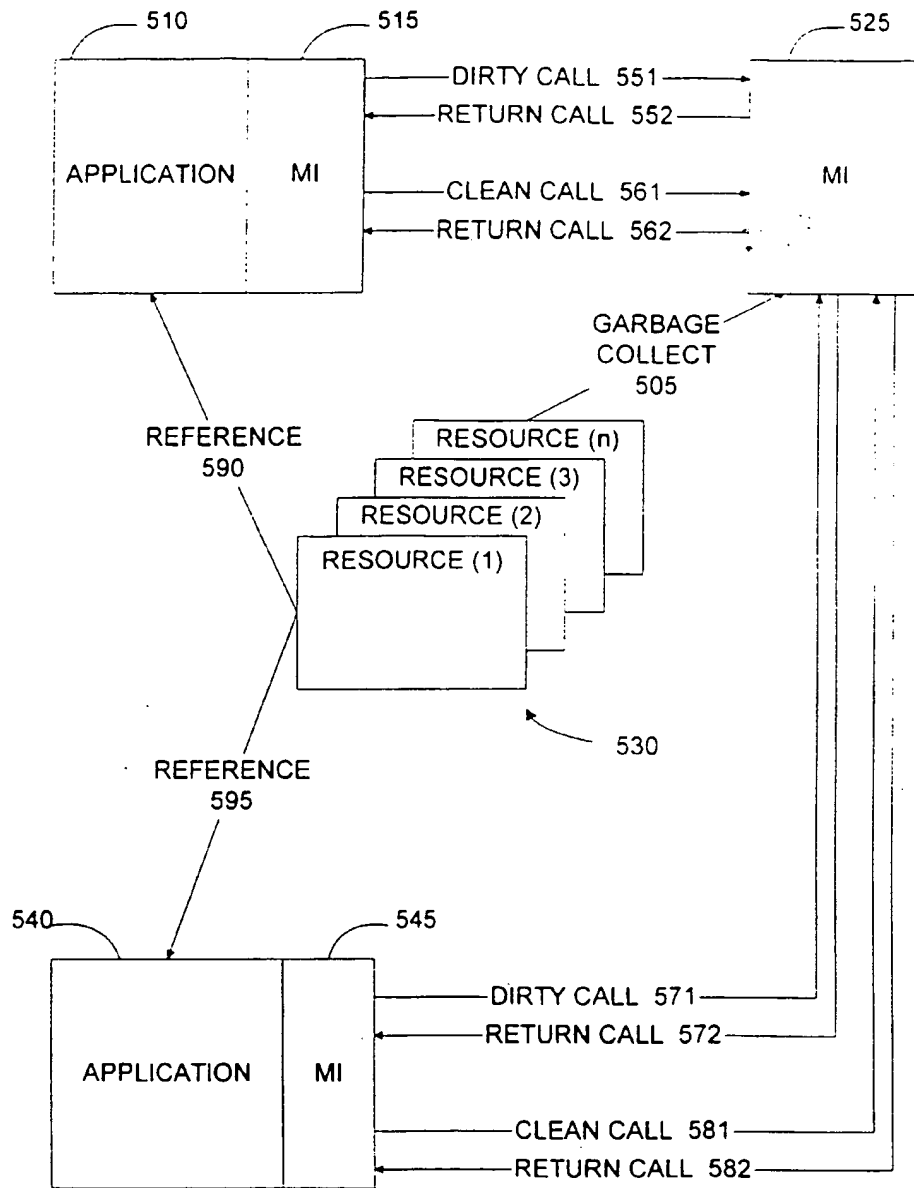 510
515
525
DIRTY CALL 551
RETURN CALL 552
APPLICATION
MI
MI
CLEAN CALL 561
RETURN CALL 562
GARBAGE
COLLECT
505
REFERENCE
590
RESOURCE (n)
RESOURCE (3)
RESOURCE (2)
RESOURCE (1)
530
REFERENCE
595
540
545
DIRTY CALL 571
RETURN CALL 572
APPLICATION
MI
CLEAN CALL 581
RETURN CALL 582